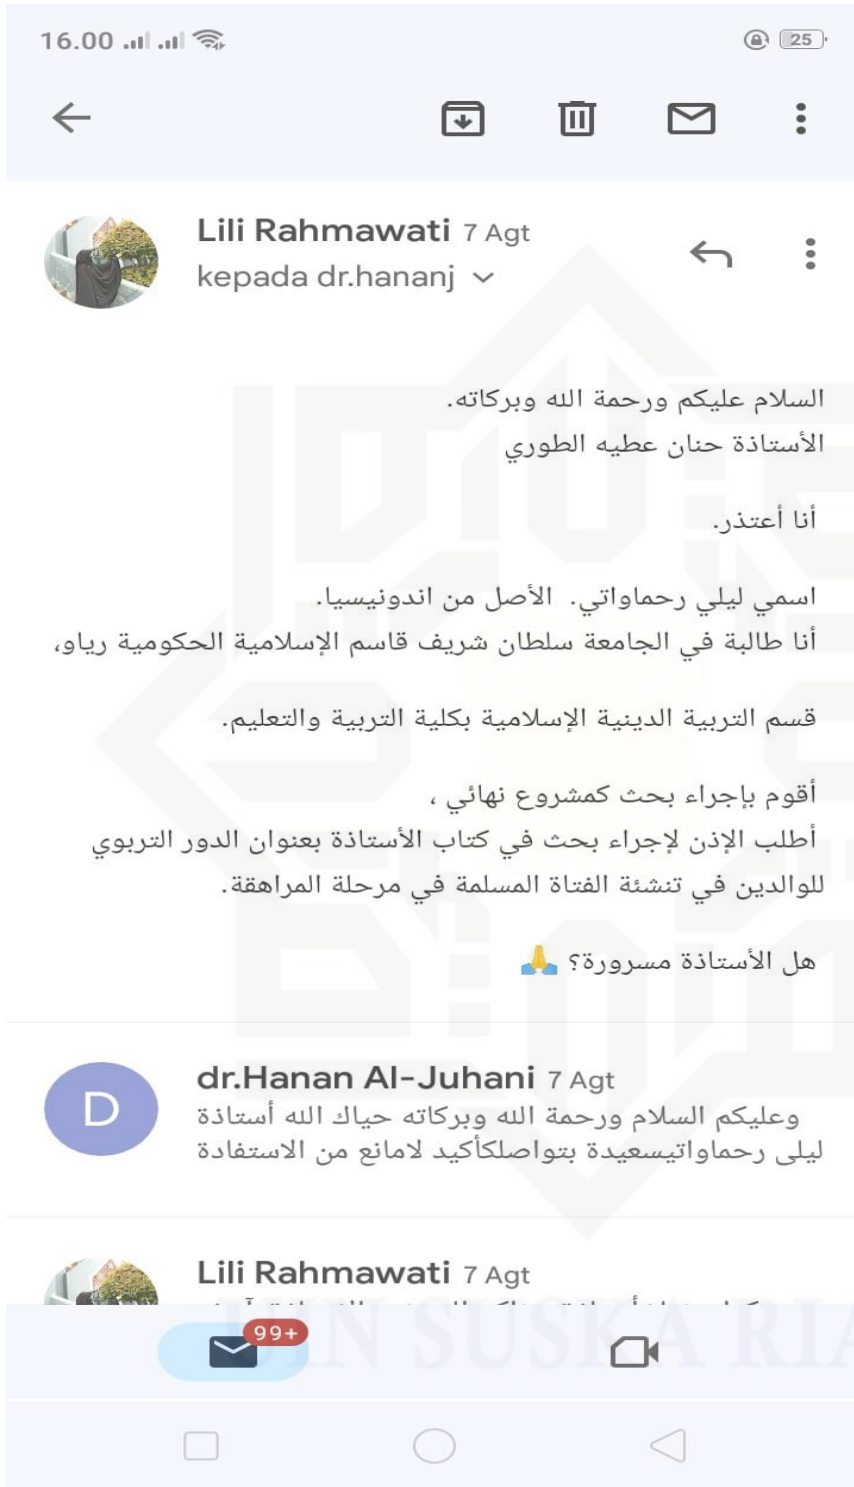 16.00
25
Lili Rahmawati 7 Agt
kepada dr.hananj
السلام عليكم ورحمة الله وبركاته.
الأستاذة حنان عطيه الطوري
أنا أعتذر.
اسمي ليلي رحماواتي. الأصل من اندونيسيا.
أنا طالبة في الجامعة سلطان شريف قاسم الإسلامية الحكومية رياو،
قسم التربية الدينية الإسلامية بكلية التربية والتعليم.
أقوم بإجراء بحث كمشروع نهائي ،
أطلب الإذن لإجراء بحث في كتاب الأستاذة بعنوان الدور التربوي
للوالدين في تنشئة الفتاة المسلمة في مرحلة المراهقة.
هل الأستاذة مسرورة؟ 🙏
D
dr.Hanan Al-Juhani 7 Agt
وعليكم السلام ورحمة الله وبركاته حياك الله أستاذة
ليلى رحماواتيسعيدة بتواصلكأكيد لامانع من الاستفادة
Lili Rahmawati 7 Agt
99+
UIN SUSKA RIA